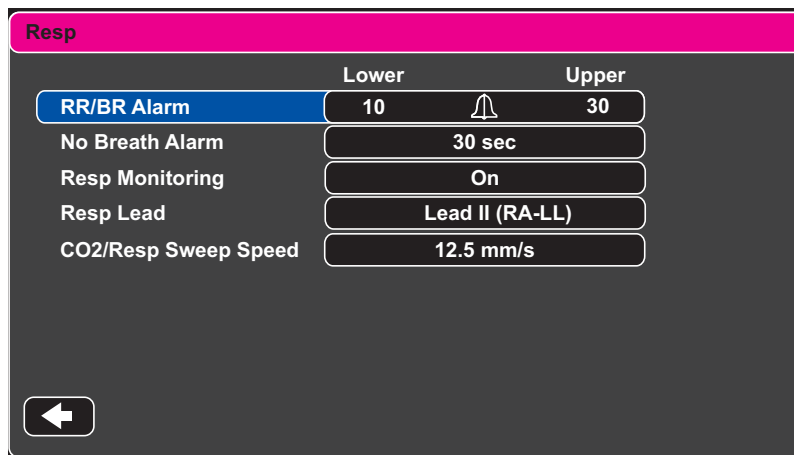 Resp
Lower Upper
RR/BR Alarm 10 30
No Breath Alarm 30 sec
Resp Monitoring On
Resp Lead Lead II (RA-LL)
CO2/Resp Sweep Speed 12.5 mm/s